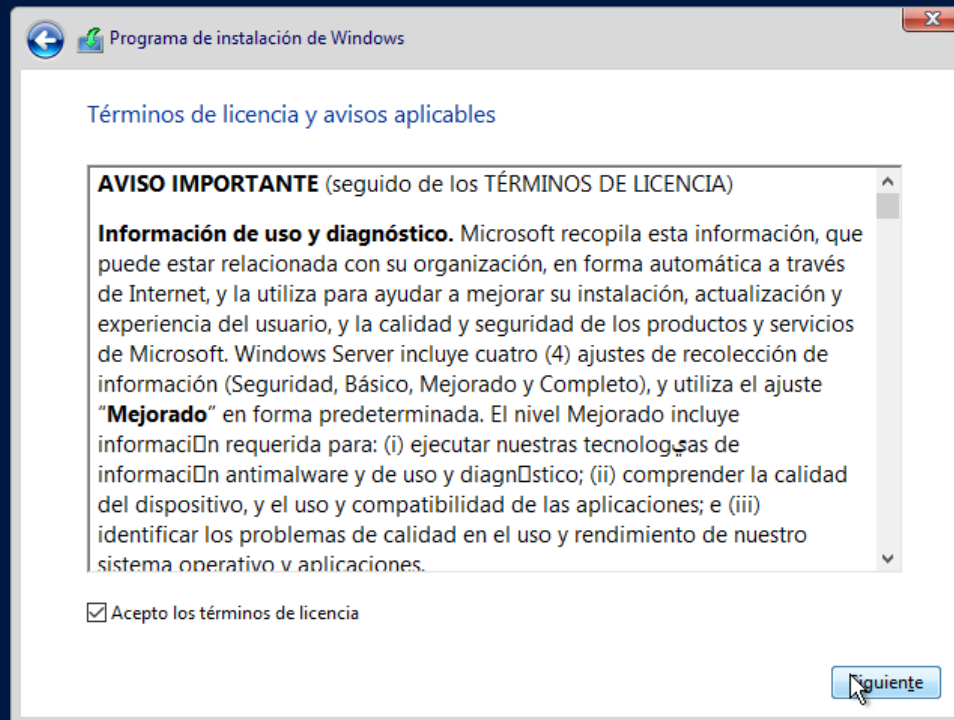 Programa de instalación de Windows
Términos de licencia y avisos aplicables
AVISO IMPORTANTE (seguido de los TÉRMINOS DE LICENCIA)
Información de uso y diagnóstico. Microsoft recopila esta información, que
puede estar relacionada con su organización, en forma automática a través
de Internet, y la utiliza para ayudar a mejorar su instalación, actualización y
experiencia del usuario, y la calidad y seguridad de los productos y servicios
de Microsoft. Windows Server incluye cuatro (4) ajustes de recolección de
información (Seguridad, Básico, Mejorado y Completo), y utiliza el ajuste
“Mejorado” en forma predeterminada. El nivel Mejorado incluye
informaci□n requerida para: (i) ejecutar nuestras tecnologيas de
informaci□n antimalware y de uso y diagn□stico; (ii) comprender la calidad
del dispositivo, y el uso y compatibilidad de las aplicaciones; e (iii)
identificar los problemas de calidad en el uso y rendimiento de nuestro
sistema operativo y aplicaciones.
Acepto los términos de licencia
Siguiente